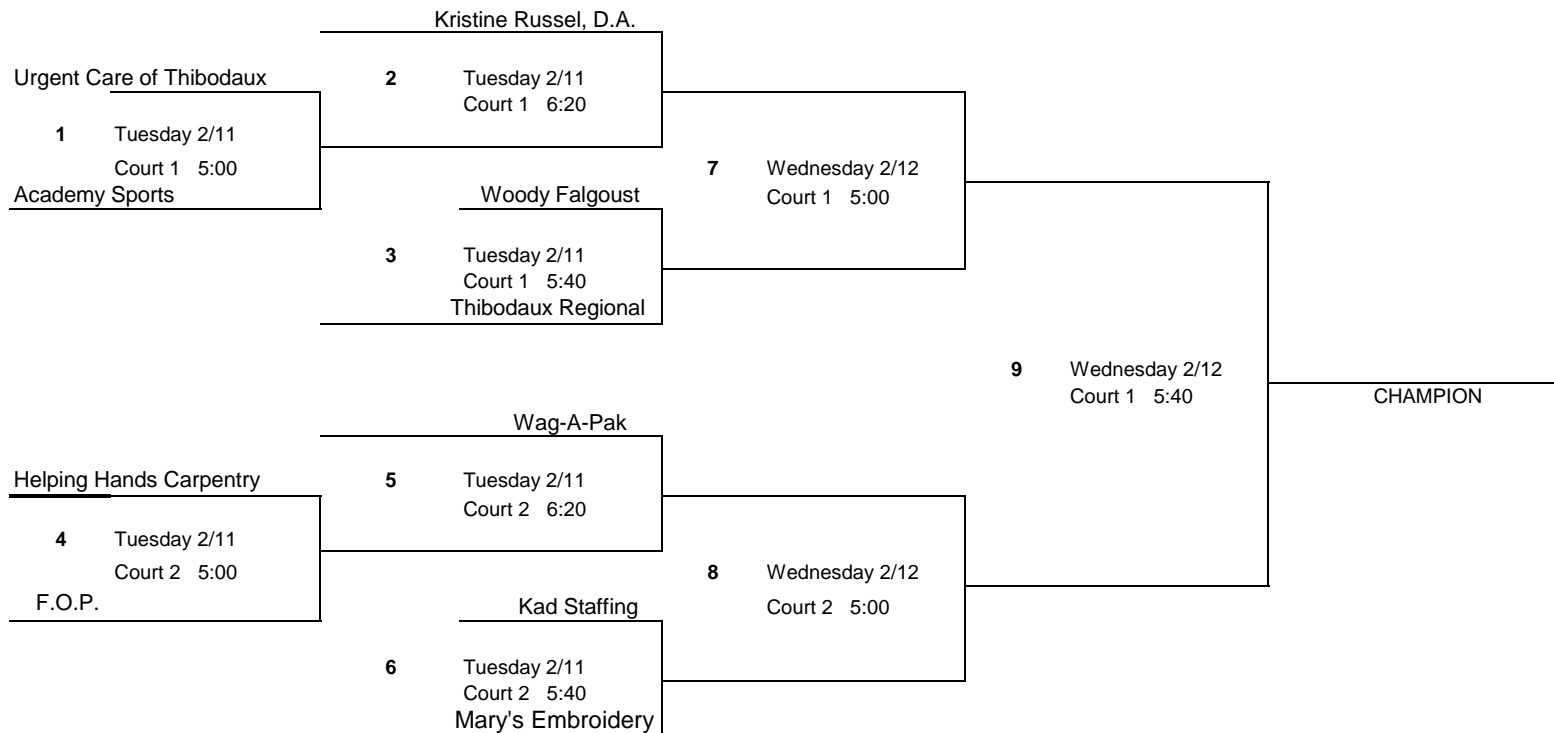 Kristine Russel, D.A.
Urgent Care of Thibodaux
2 Tuesday 2/11
Court 1 6:20
1 Tuesday 2/11
Court 1 5:00
Academy Sports
7 Wednesday 2/12
Court 1 5:00
Woody Falgoust
3 Tuesday 2/11
Court 1 5:40
Thibodaux Regional
9 Wednesday 2/12
Court 1 5:40
CHAMPION
Wag-A-Pak
Helping Hands Carpentry
5 Tuesday 2/11
Court 2 6:20
4 Tuesday 2/11
Court 2 5:00
F.O.P.
8 Wednesday 2/12
Court 2 5:00
Kad Staffing
6 Tuesday 2/11
Court 2 5:40
Mary's Embroidery